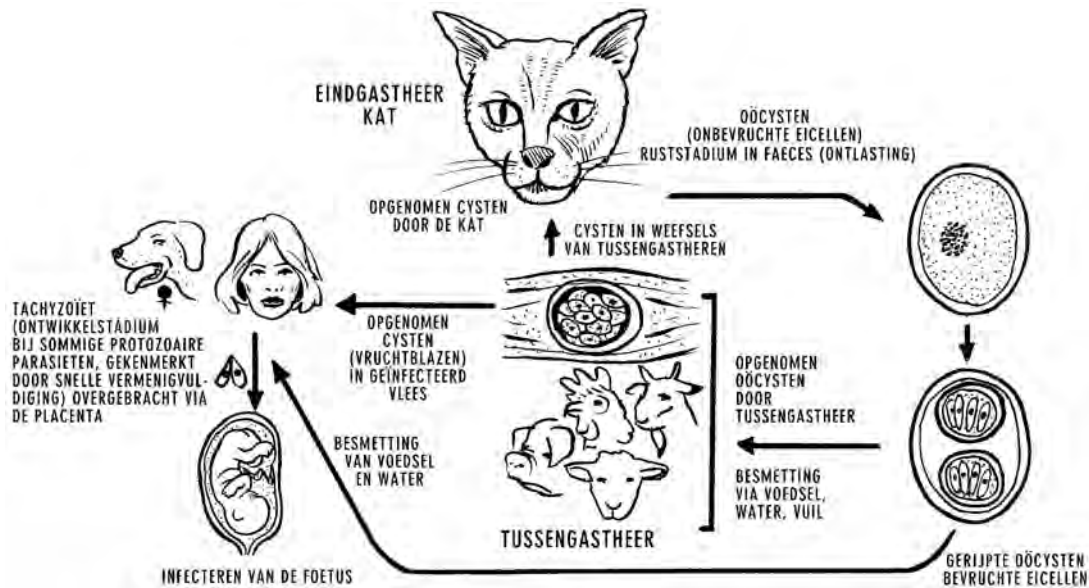 EINDGASTHEER
KAT
OÖCYSTEN
(ONBEVRUCHTE EICELLEN)
RUSTSTADIUM IN FAECES (ONTLASTING)
OPGENOMEN CYSTEN
DOOR DE KAT
CYSTEN IN WEEFSELS
VAN TUSSENGASTHEREN
TACHYZOÏET
(ONTWIKKELSTADIUM
BIJ SOMMIGE PROTOZOAIRE
PARASIETEN, GEKENMERKT
DOOR SNELLE VERMENIGVUL-
DIGING) OVERGEBRACHT VIA
DE PLACENTA
OPGENOMEN
CYSTEN
(VRUCHTBLAZEN)
IN GEÏNFECTEERD
VLEES
OPGENOMEN
OÖCYSTEN
DOOR
TUSSENGASTHEER
BESMETTING
VAN VOEDSEL
EN WATER
BESMETTING
VIA VOEDSEL,
WATER, VUIL
TUSSENGASTHEER
INFECTEREN VAN DE FOETUS
GERIJPTE OÖCYSTEN
BEVRUCHTE EICELLEN